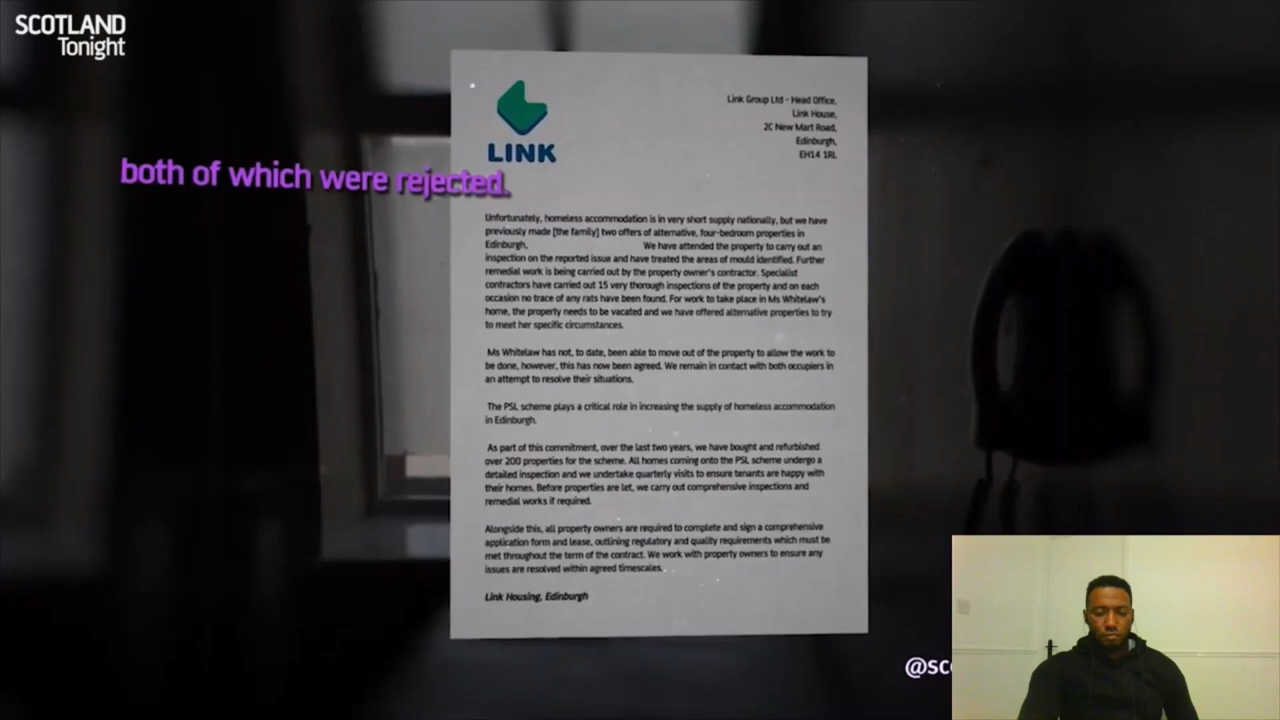 SCOTLAND
Tonight
LINK
Link Group Ltd - Head Office,
Link House,
2C New Mart Road,
Edinburgh,
EH14 1RL
both of which were rejected.
Unfortunately, homeless accommodation is in very short supply nationally, but we have
previously made [the family] two offers of alternative, four-bedroom properties in
Edinburgh, We have attended the property to carry out an
inspection on the reported issue and have treated the areas of mould identified. Further
remedial work is being carried out by the property owner's contractor. Specialist
contractors have carried out 15 very thorough inspections of the property and on each
occasion no trace of any rats have been found. For work to take place in Ms Whitelaw's
home, the property needs to be vacated and we have offered alternative properties to try
to meet her specific circumstances.
Ms Whitelaw has not, to date, been able to move out of the property to allow the work to
be done, however, this has now been agreed. We remain in contact with both occupiers in
an attempt to resolve their situations.
The PSL scheme plays a critical role in increasing the supply of homeless accommodation
in Edinburgh.
As part of this commitment, over the last two years, we have bought and refurbished
over 200 properties for the scheme. All homes coming onto the PSL scheme undergo a
detailed inspection and we undertake quarterly visits to ensure tenants are happy with
their homes. Before properties are let, we carry out comprehensive inspections and
remedial works if required.
Alongside this, all property owners are required to complete and sign a comprehensive
application form and lease, outlining regulatory and quality requirements which must be
met throughout the term of the contract. We work with property owners to ensure any
issues are resolved within agreed timescales.
Link Housing, Edinburgh